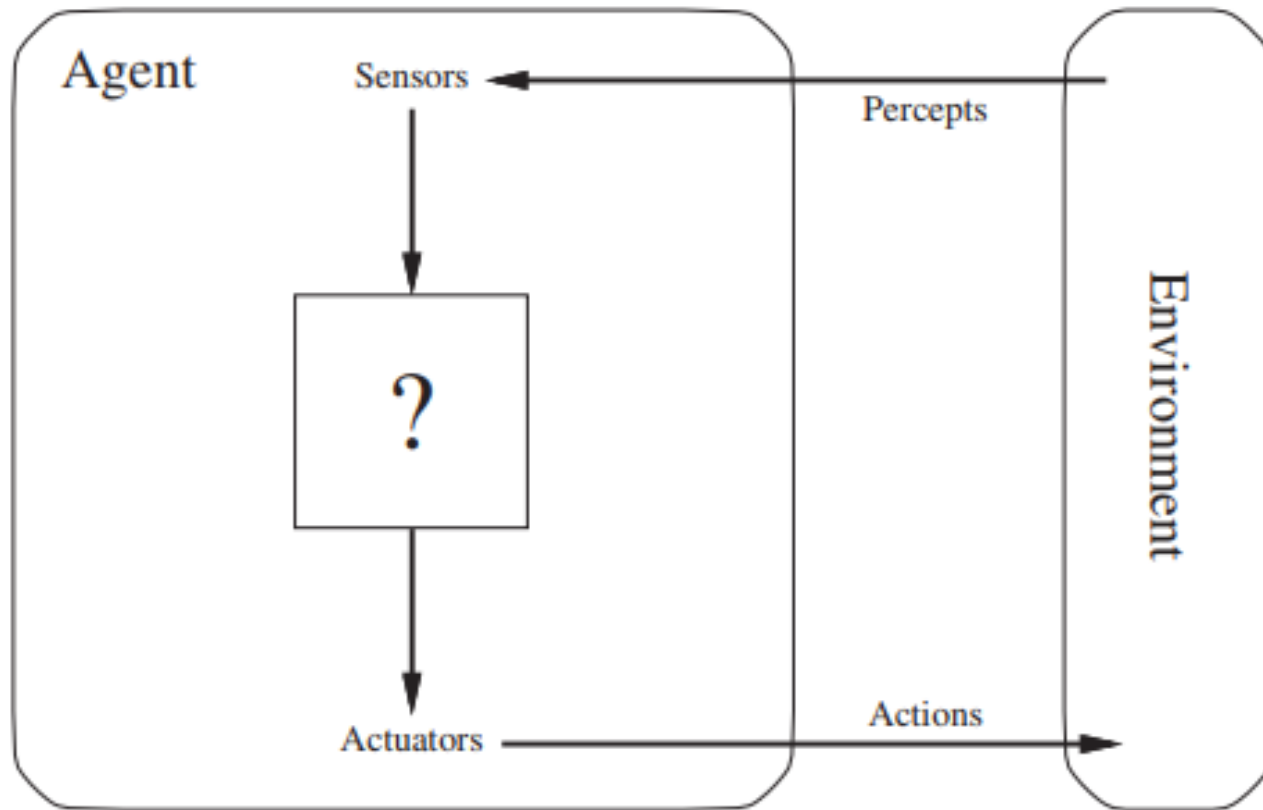 Agent
Sensors
Percepts
?
Environment
Actions
Actuators